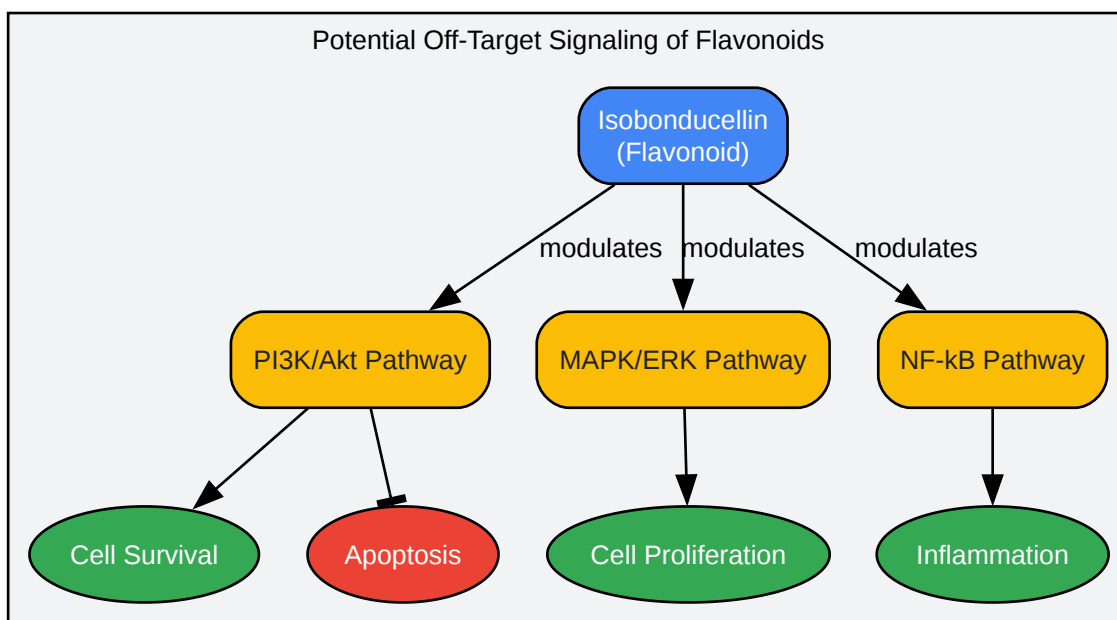 Potential Off-Target Signaling of Flavonoids
Isobonducellin
(Flavonoid)
modulates
modulates
modulates
PI3K/Akt Pathway
MAPK/ERK Pathway
NF-kB Pathway
Cell Survival
Apoptosis
Cell Proliferation
Inflammation